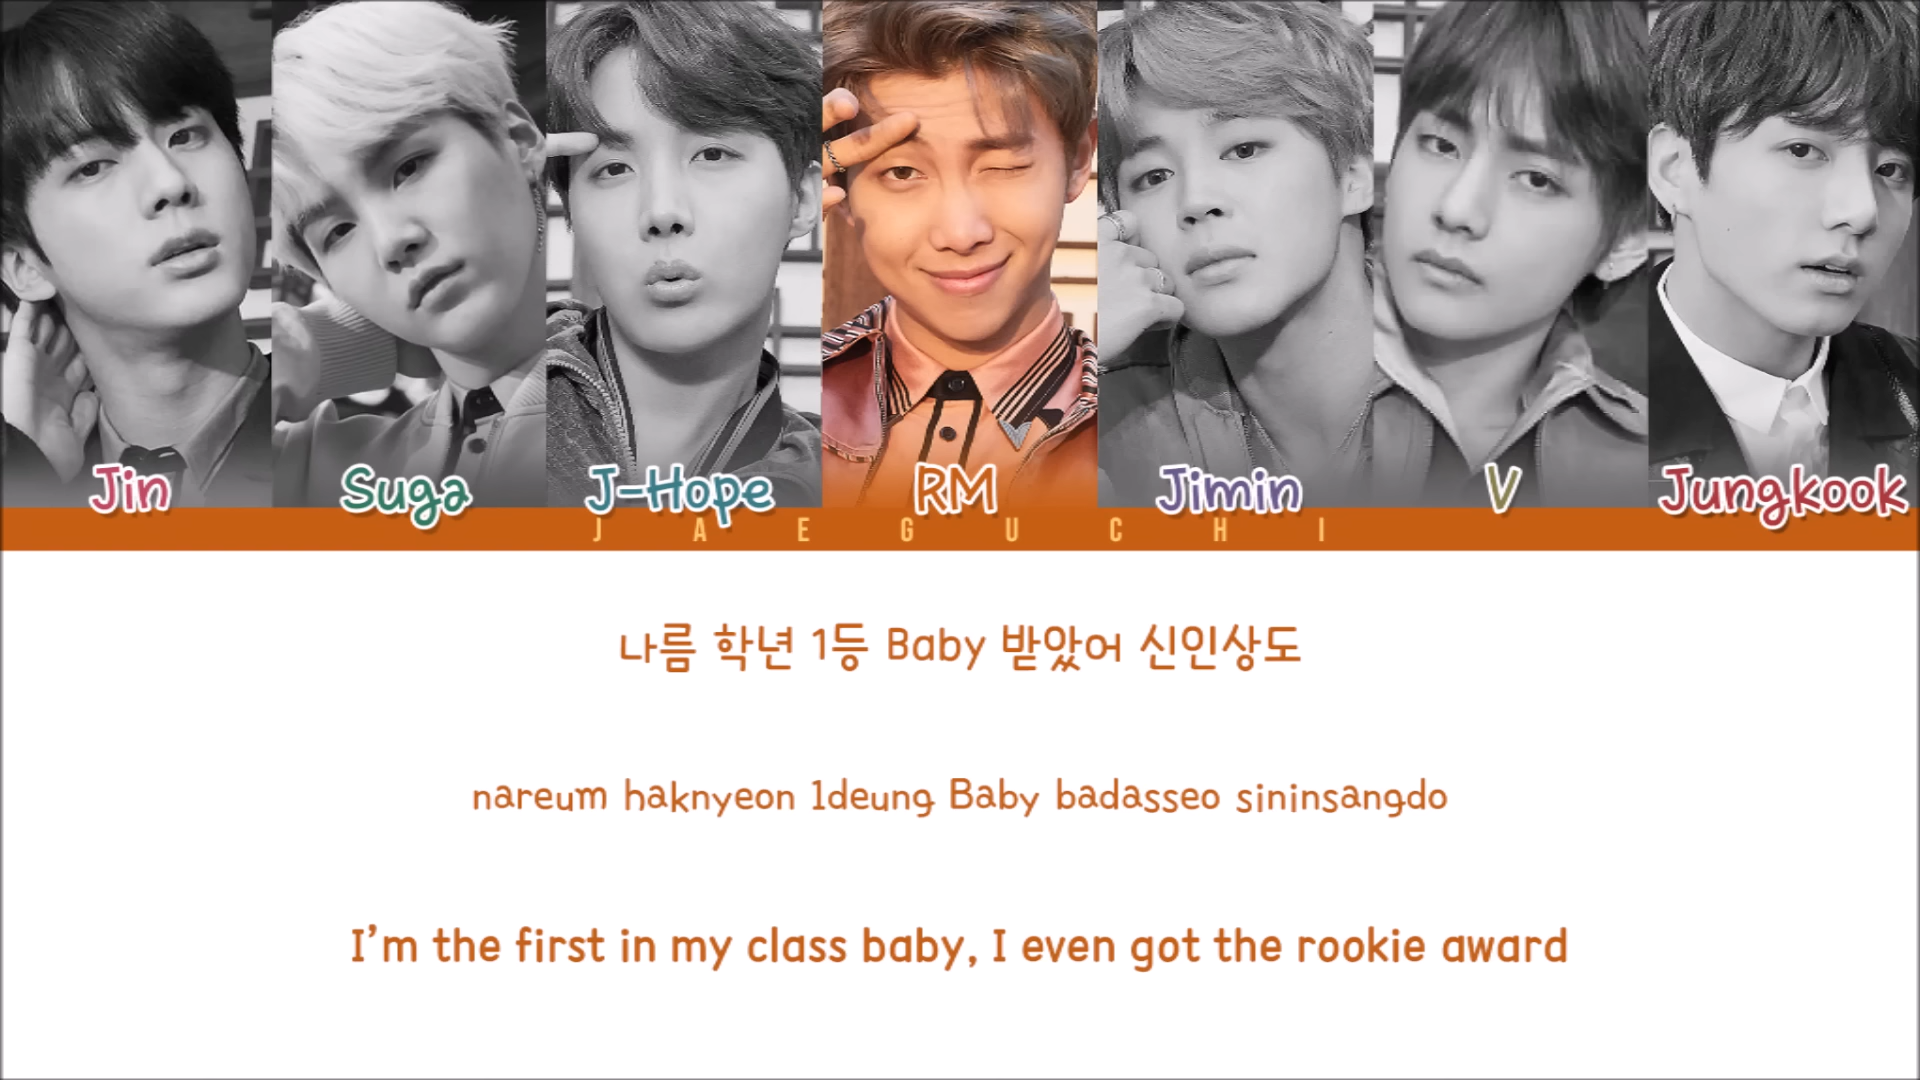 Jin Suga J-Hope RM Jimin V Jungkook
JAEGUCHI
나름 학년 1등 Baby 받았어 신인상도
nareum haknyeon 1deung Baby badasseo sininsangdo
I'm the first in my class baby, I even got the rookie award